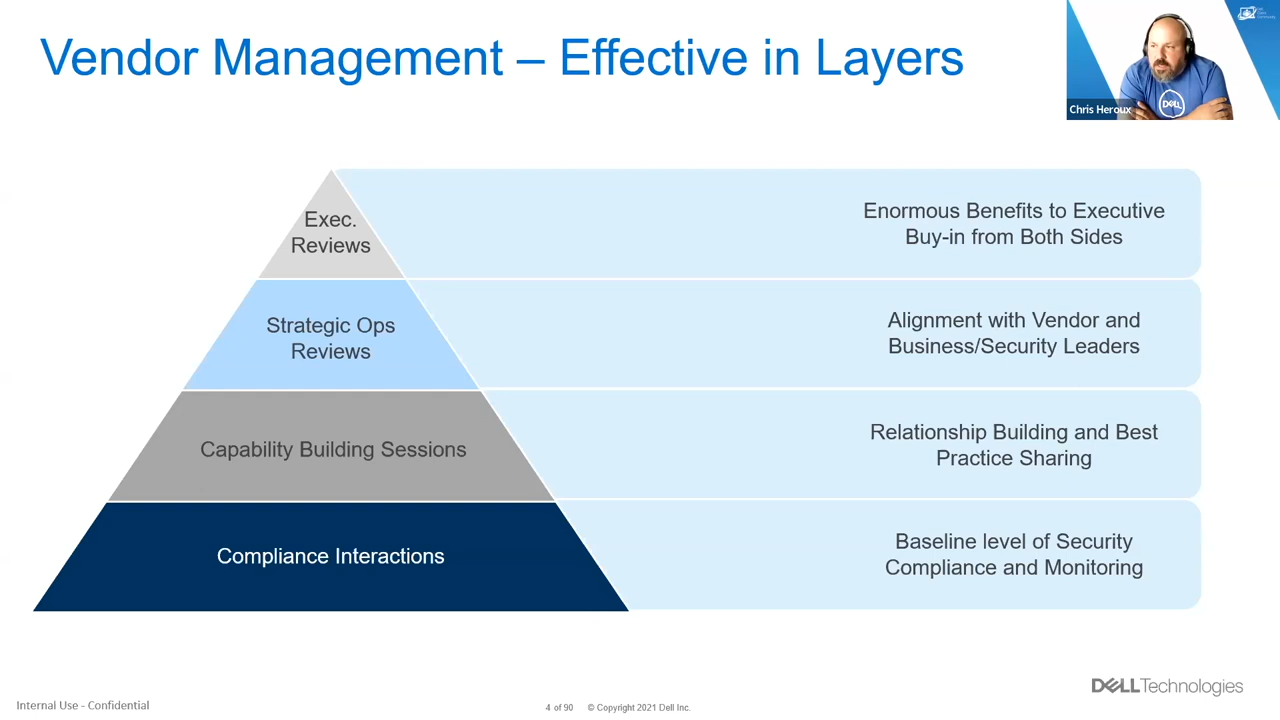 Vendor Management – Effective in Layers
Chris Heroux
DELL
Exec.
Reviews
Enormous Benefits to Executive
Buy-in from Both Sides
Strategic Ops
Reviews
Alignment with Vendor and
Business/Security Leaders
Capability Building Sessions
Relationship Building and Best
Practice Sharing
Compliance Interactions
Baseline level of Security
Compliance and Monitoring
DELLTechnologies
Internal Use - Confidential
4 of 90
© Copyright 2021 Dell Inc.